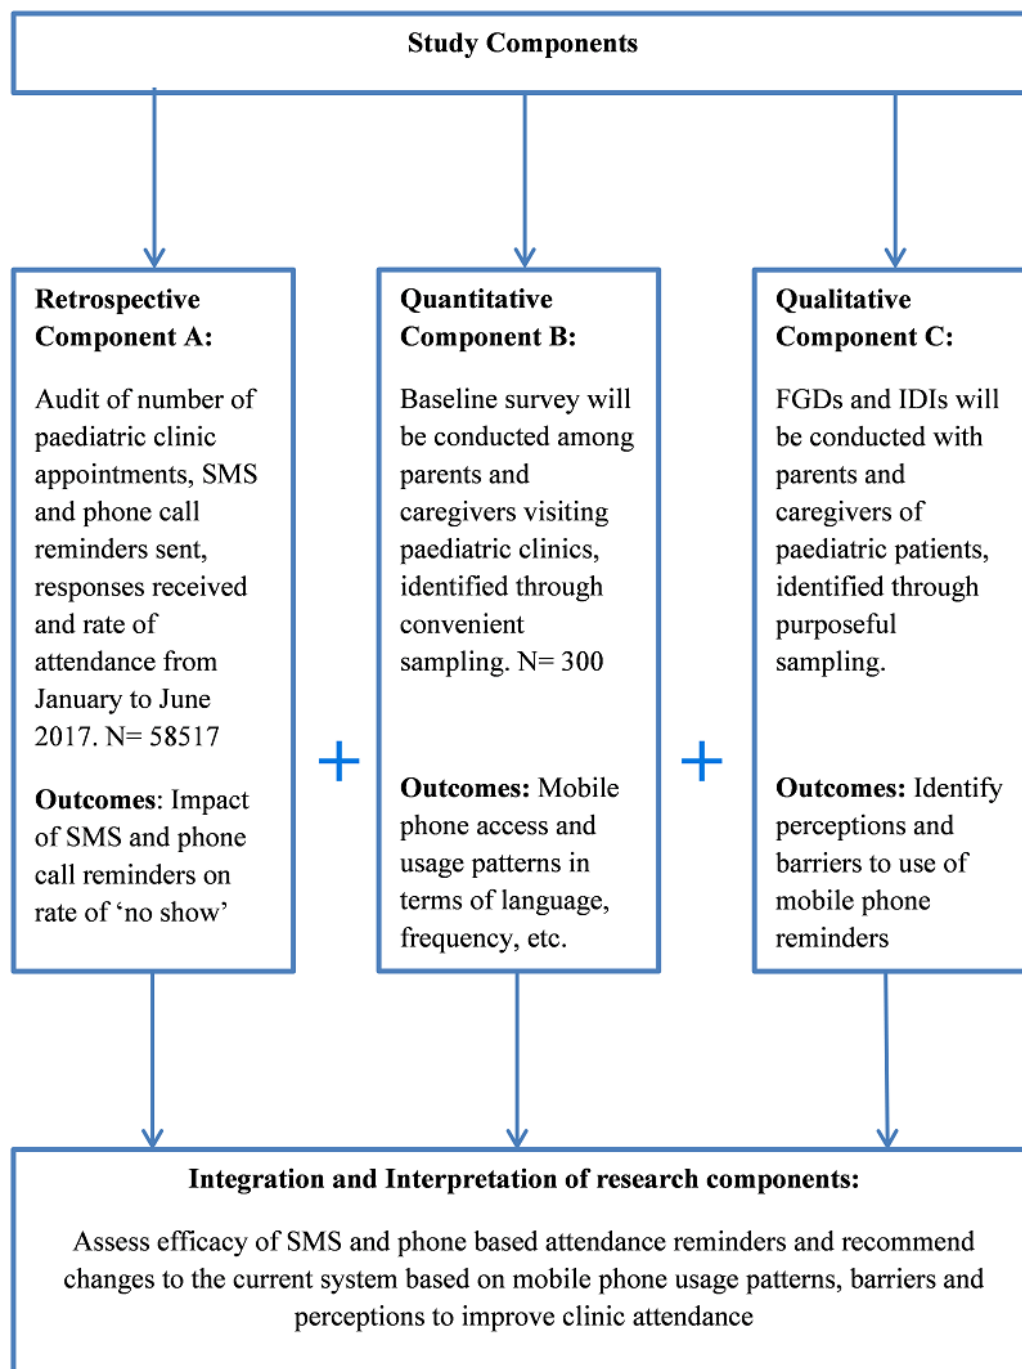 Study Components
Retrospective
Component A:
Audit of number of
paediatric clinic
appointments, SMS
and phone call
reminders sent,
responses received
and rate of
attendance from
January to June
2017. N= 58517
Outcomes: Impact
of SMS and phone
call reminders on
rate of ‘no show’
+
Quantitative
Component B:
Baseline survey will
be conducted among
parents and
caregivers visiting
paediatric clinics,
identified through
convenient
sampling. N= 300
Outcomes: Mobile
phone access and
usage patterns in
terms of language,
frequency, etc.
+
Qualitative
Component C:
FGDs and IDIs will
be conducted with
parents and
caregivers of
paediatric patients,
identified through
purposeful
sampling.
Outcomes: Identify
perceptions and
barriers to use of
mobile phone
reminders
Integration and Interpretation of research components:
Assess efficacy of SMS and phone based attendance reminders and recommend
changes to the current system based on mobile phone usage patterns, barriers and
perceptions to improve clinic attendance